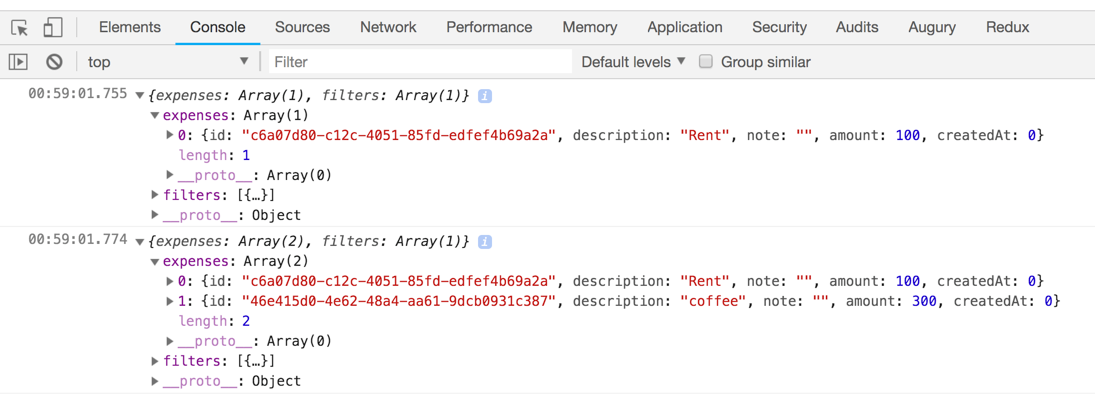 Elements Console Sources Network Performance Memory Application Security Audits Augury Redux
top Filter Default levels Group similar
00:59:01.755 {expenses: Array(1), filters: Array(1)} i
expenses: Array(1)
0: {id: "c6a07d80-c12c-4051-85fd-edfef4b69a2a", description: "Rent", note: "", amount: 100, createdAt: 0}
length: 1
__proto__: Array(0)
filters: [{…}]
__proto__: Object
00:59:01.774 {expenses: Array(2), filters: Array(1)} i
expenses: Array(2)
0: {id: "c6a07d80-c12c-4051-85fd-edfef4b69a2a", description: "Rent", note: "", amount: 100, createdAt: 0}
1: {id: "46e415d0-4e62-48a4-aa61-9dcb0931c387", description: "coffee", note: "", amount: 300, createdAt: 0}
length: 2
__proto__: Array(0)
filters: [{…}]
__proto__: Object